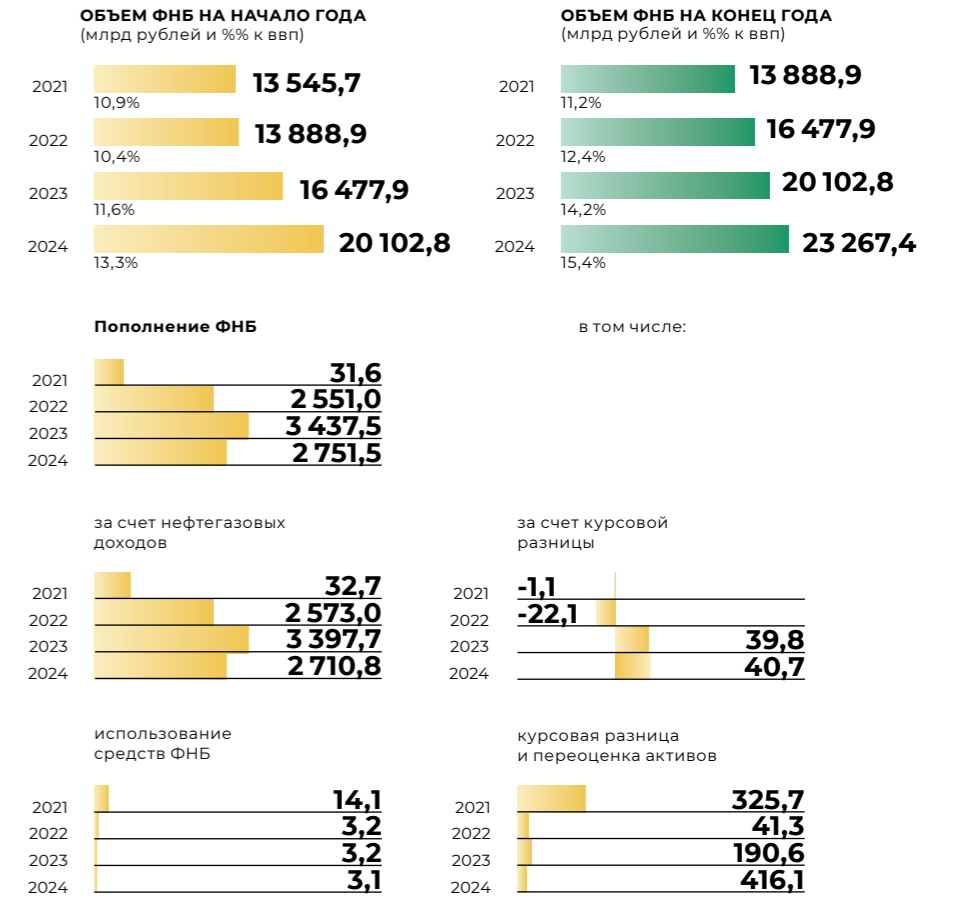 ОБЪЕМ ФНБ НА НАЧАЛО ГОДА
(млрд рублей и %% к ввп)
2021 13 545,7
10,9%
2022 13 888,9
10,4%
2023 16 477,9
11,6%
2024 20 102,8
13,3%
ОБЪЕМ ФНБ НА КОНЕЦ ГОДА
(млрд рублей и %% к ввп)
2021 13 888,9
11,2%
2022 16 477,9
12,4%
2023 20 102,8
14,2%
2024 23 267,4
15,4%
Пополнение ФНБ
2021 31,6
2022 2 551,0
2023 3 437,5
2024 2 751,5
в том числе:
за счет нефтегазовых
доходов
2021 32,7
2022 2 573,0
2023 3 397,7
2024 2 710,8
за счет курсовой
разницы
2021 -1,1
2022 -22,1
2023 39,8
2024 40,7
использование
средств ФНБ
2021 14,1
2022 3,2
2023 3,2
2024 3,1
курсовая разница
и переоценка активов
2021 325,7
2022 41,3
2023 190,6
2024 416,1